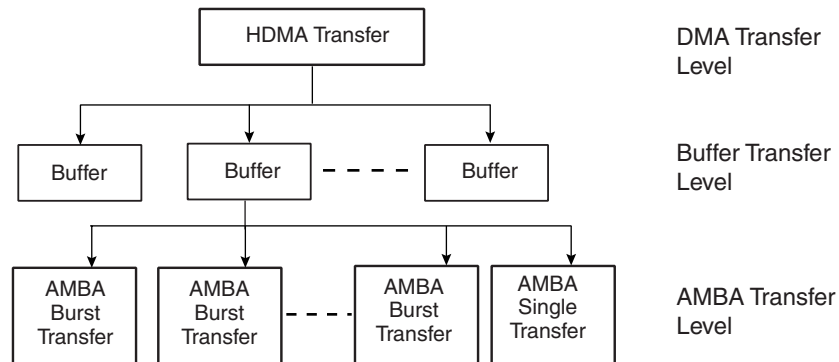 HDMA Transfer
DMA Transfer
Level
Buffer
Buffer
Buffer
Buffer Transfer
Level
AMBA
Burst
Transfer
AMBA
Burst
Transfer
AMBA
Burst
Transfer
AMBA
Single
Transfer
AMBA Transfer
Level